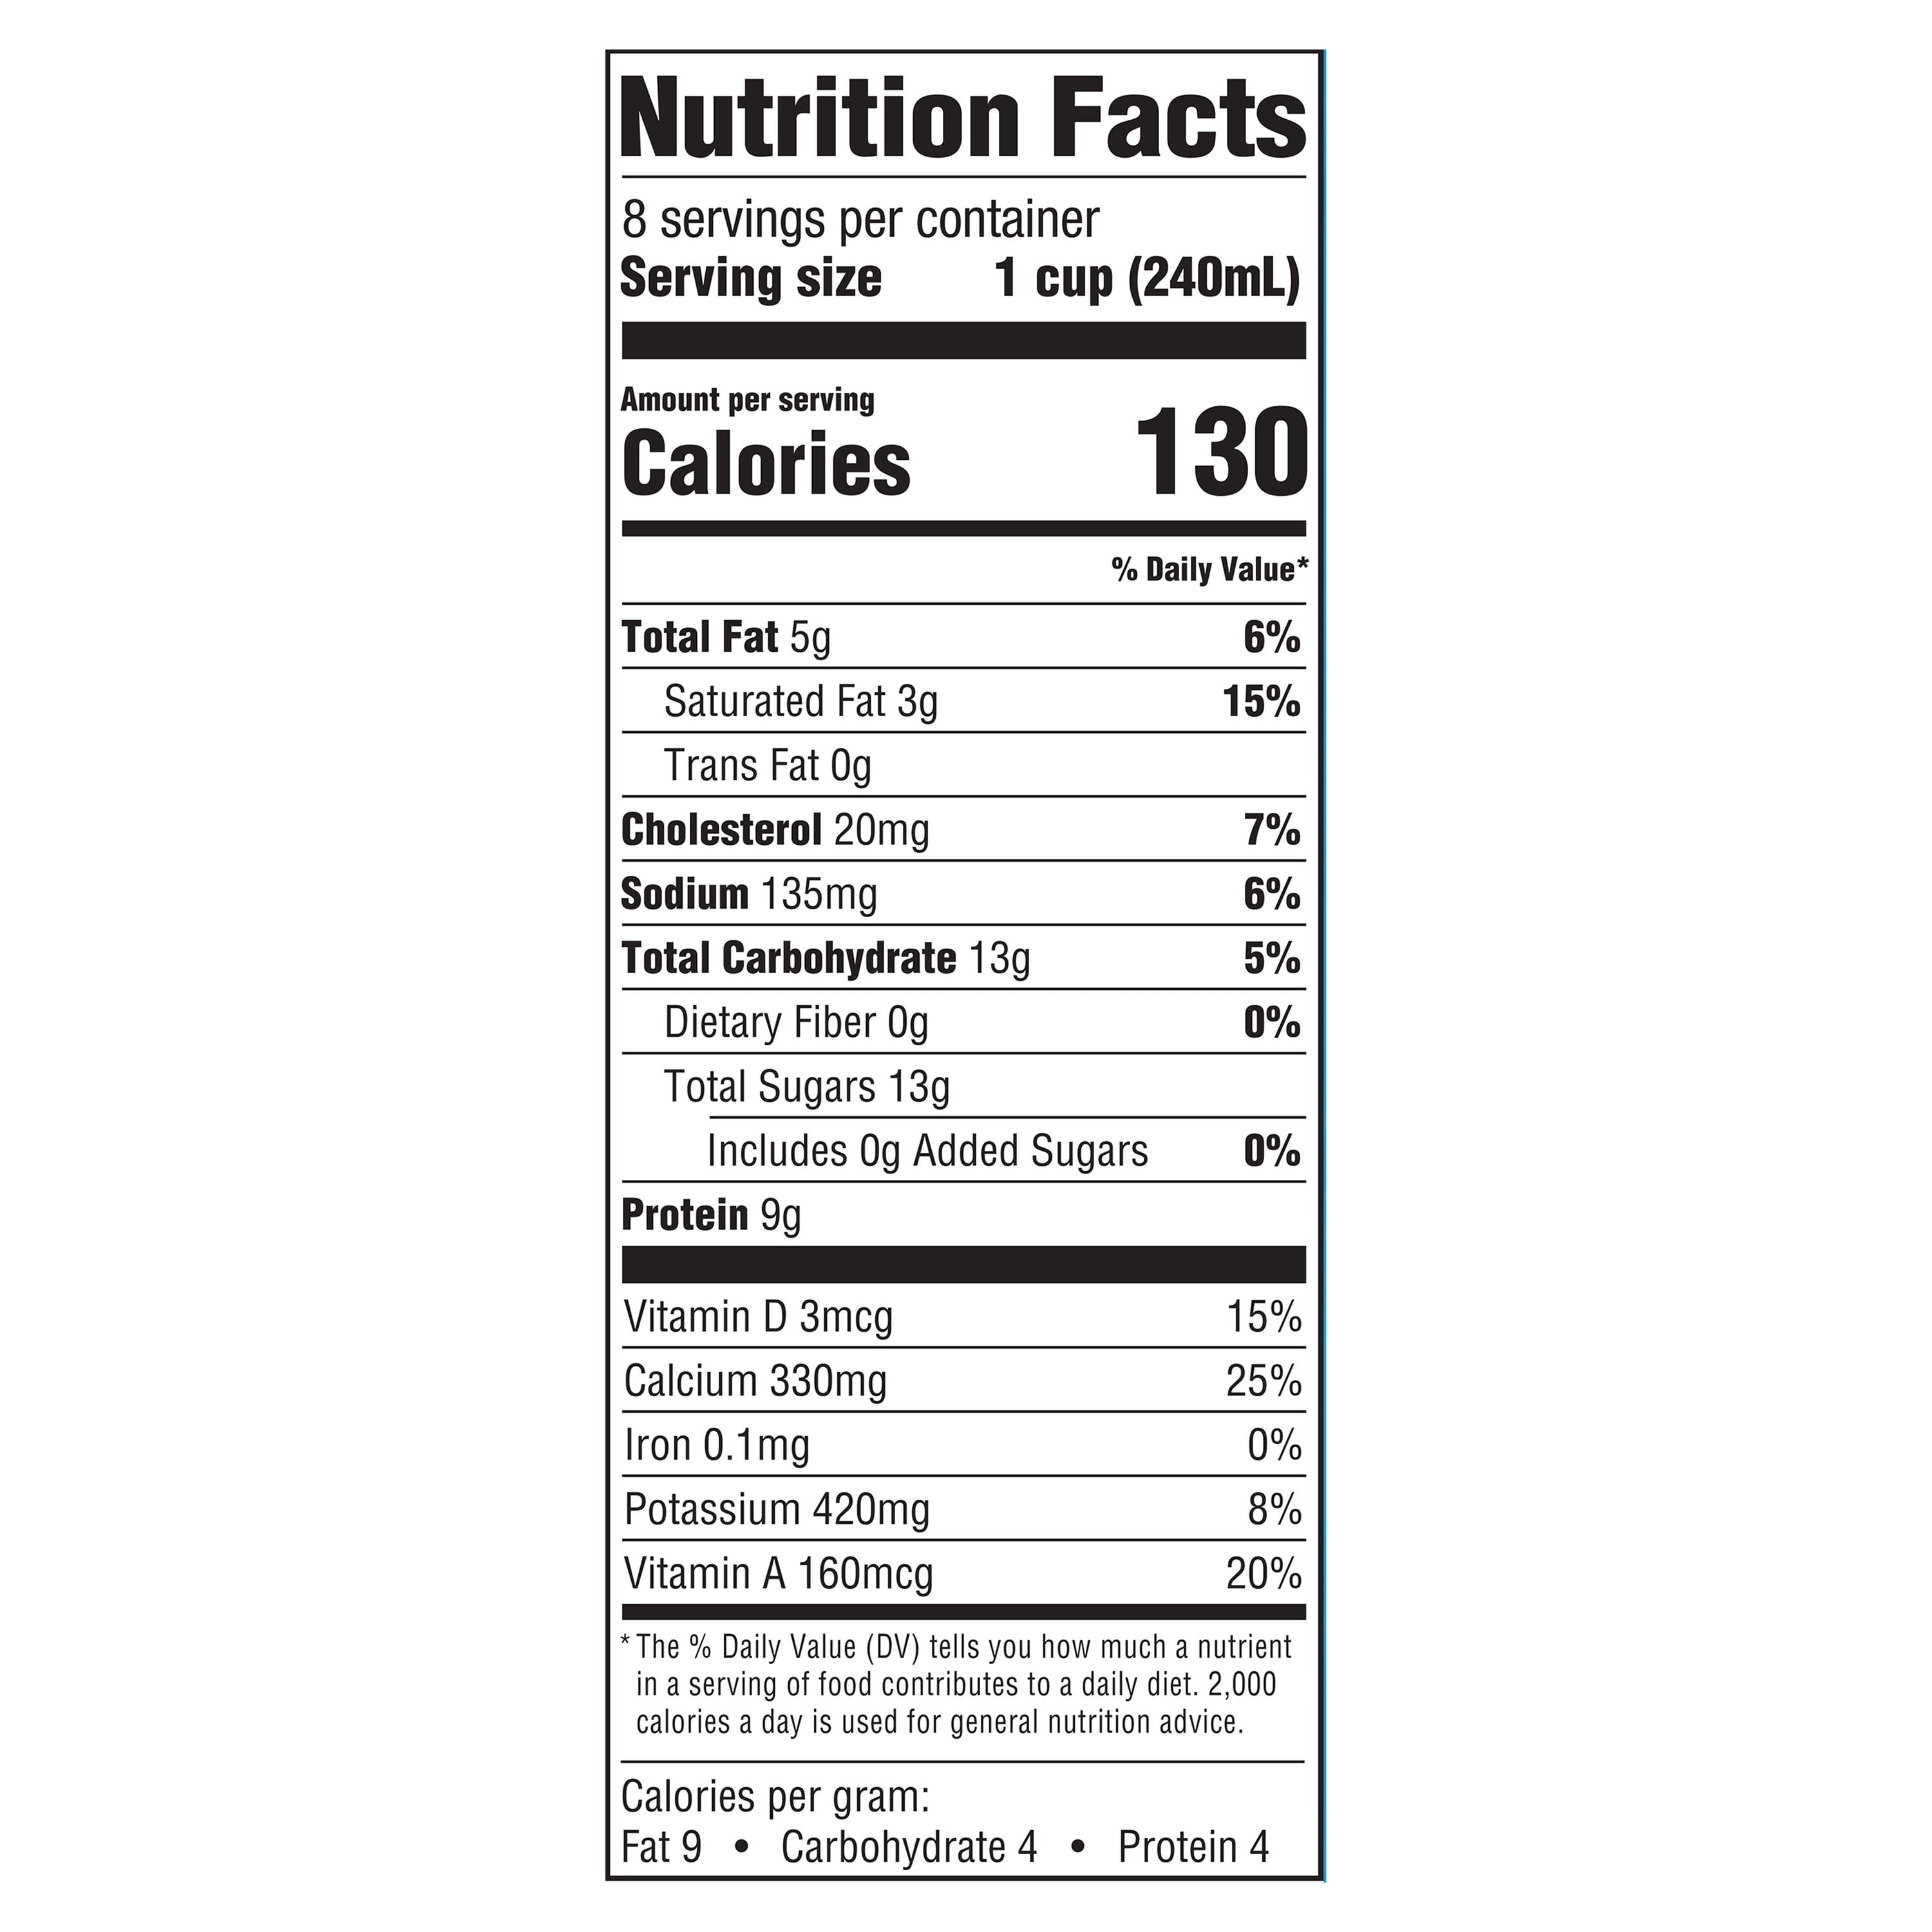 Nutrition Facts
8 servings per container
Serving size 1 cup (240mL)
Amount per serving
Calories 130
% Daily Value*
Total Fat 5g 6%
Saturated Fat 3g 15%
Trans Fat 0g
Cholesterol 20mg 7%
Sodium 135mg 6%
Total Carbohydrate 13g 5%
Dietary Fiber 0g 0%
Total Sugars 13g
Includes 0g Added Sugars 0%
Protein 9g
Vitamin D 3mcg 15%
Calcium 330mg 25%
Iron 0.1mg 0%
Potassium 420mg 8%
Vitamin A 160mcg 20%
* The % Daily Value (DV) tells you how much a nutrient
in a serving of food contributes to a daily diet. 2,000
calories a day is used for general nutrition advice.
Calories per gram:
Fat 9 • Carbohydrate 4 • Protein 4